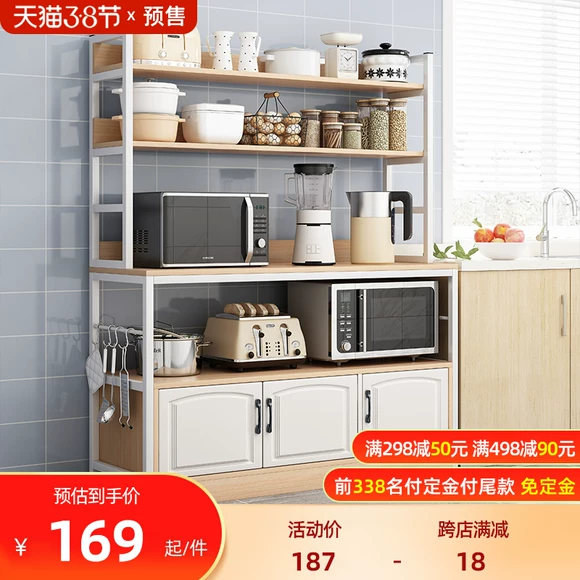 天猫3·8节 x 预售
满298减50元 满498减90元
前338名付定金付尾款 免定金
预估到手价
¥ 169 起/件
活动价
187
-
跨店满减
18